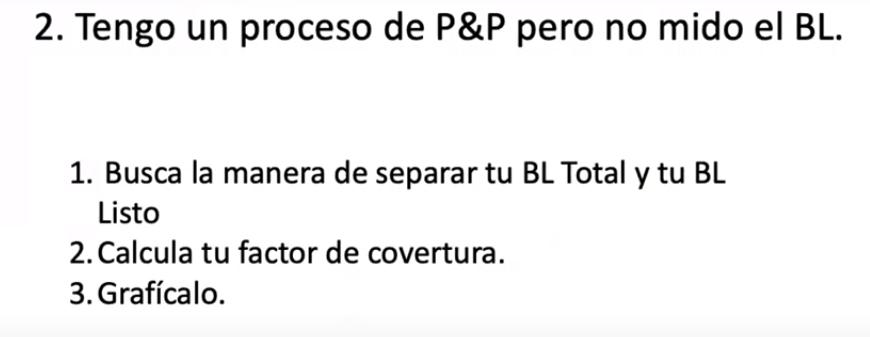 2. Tengo un proceso de P&P pero no mido el BL.
1. Busca la manera de separar tu BL Total y tu BL
Listo
2. Calcula tu factor de covertura.
3. Grafícalo.